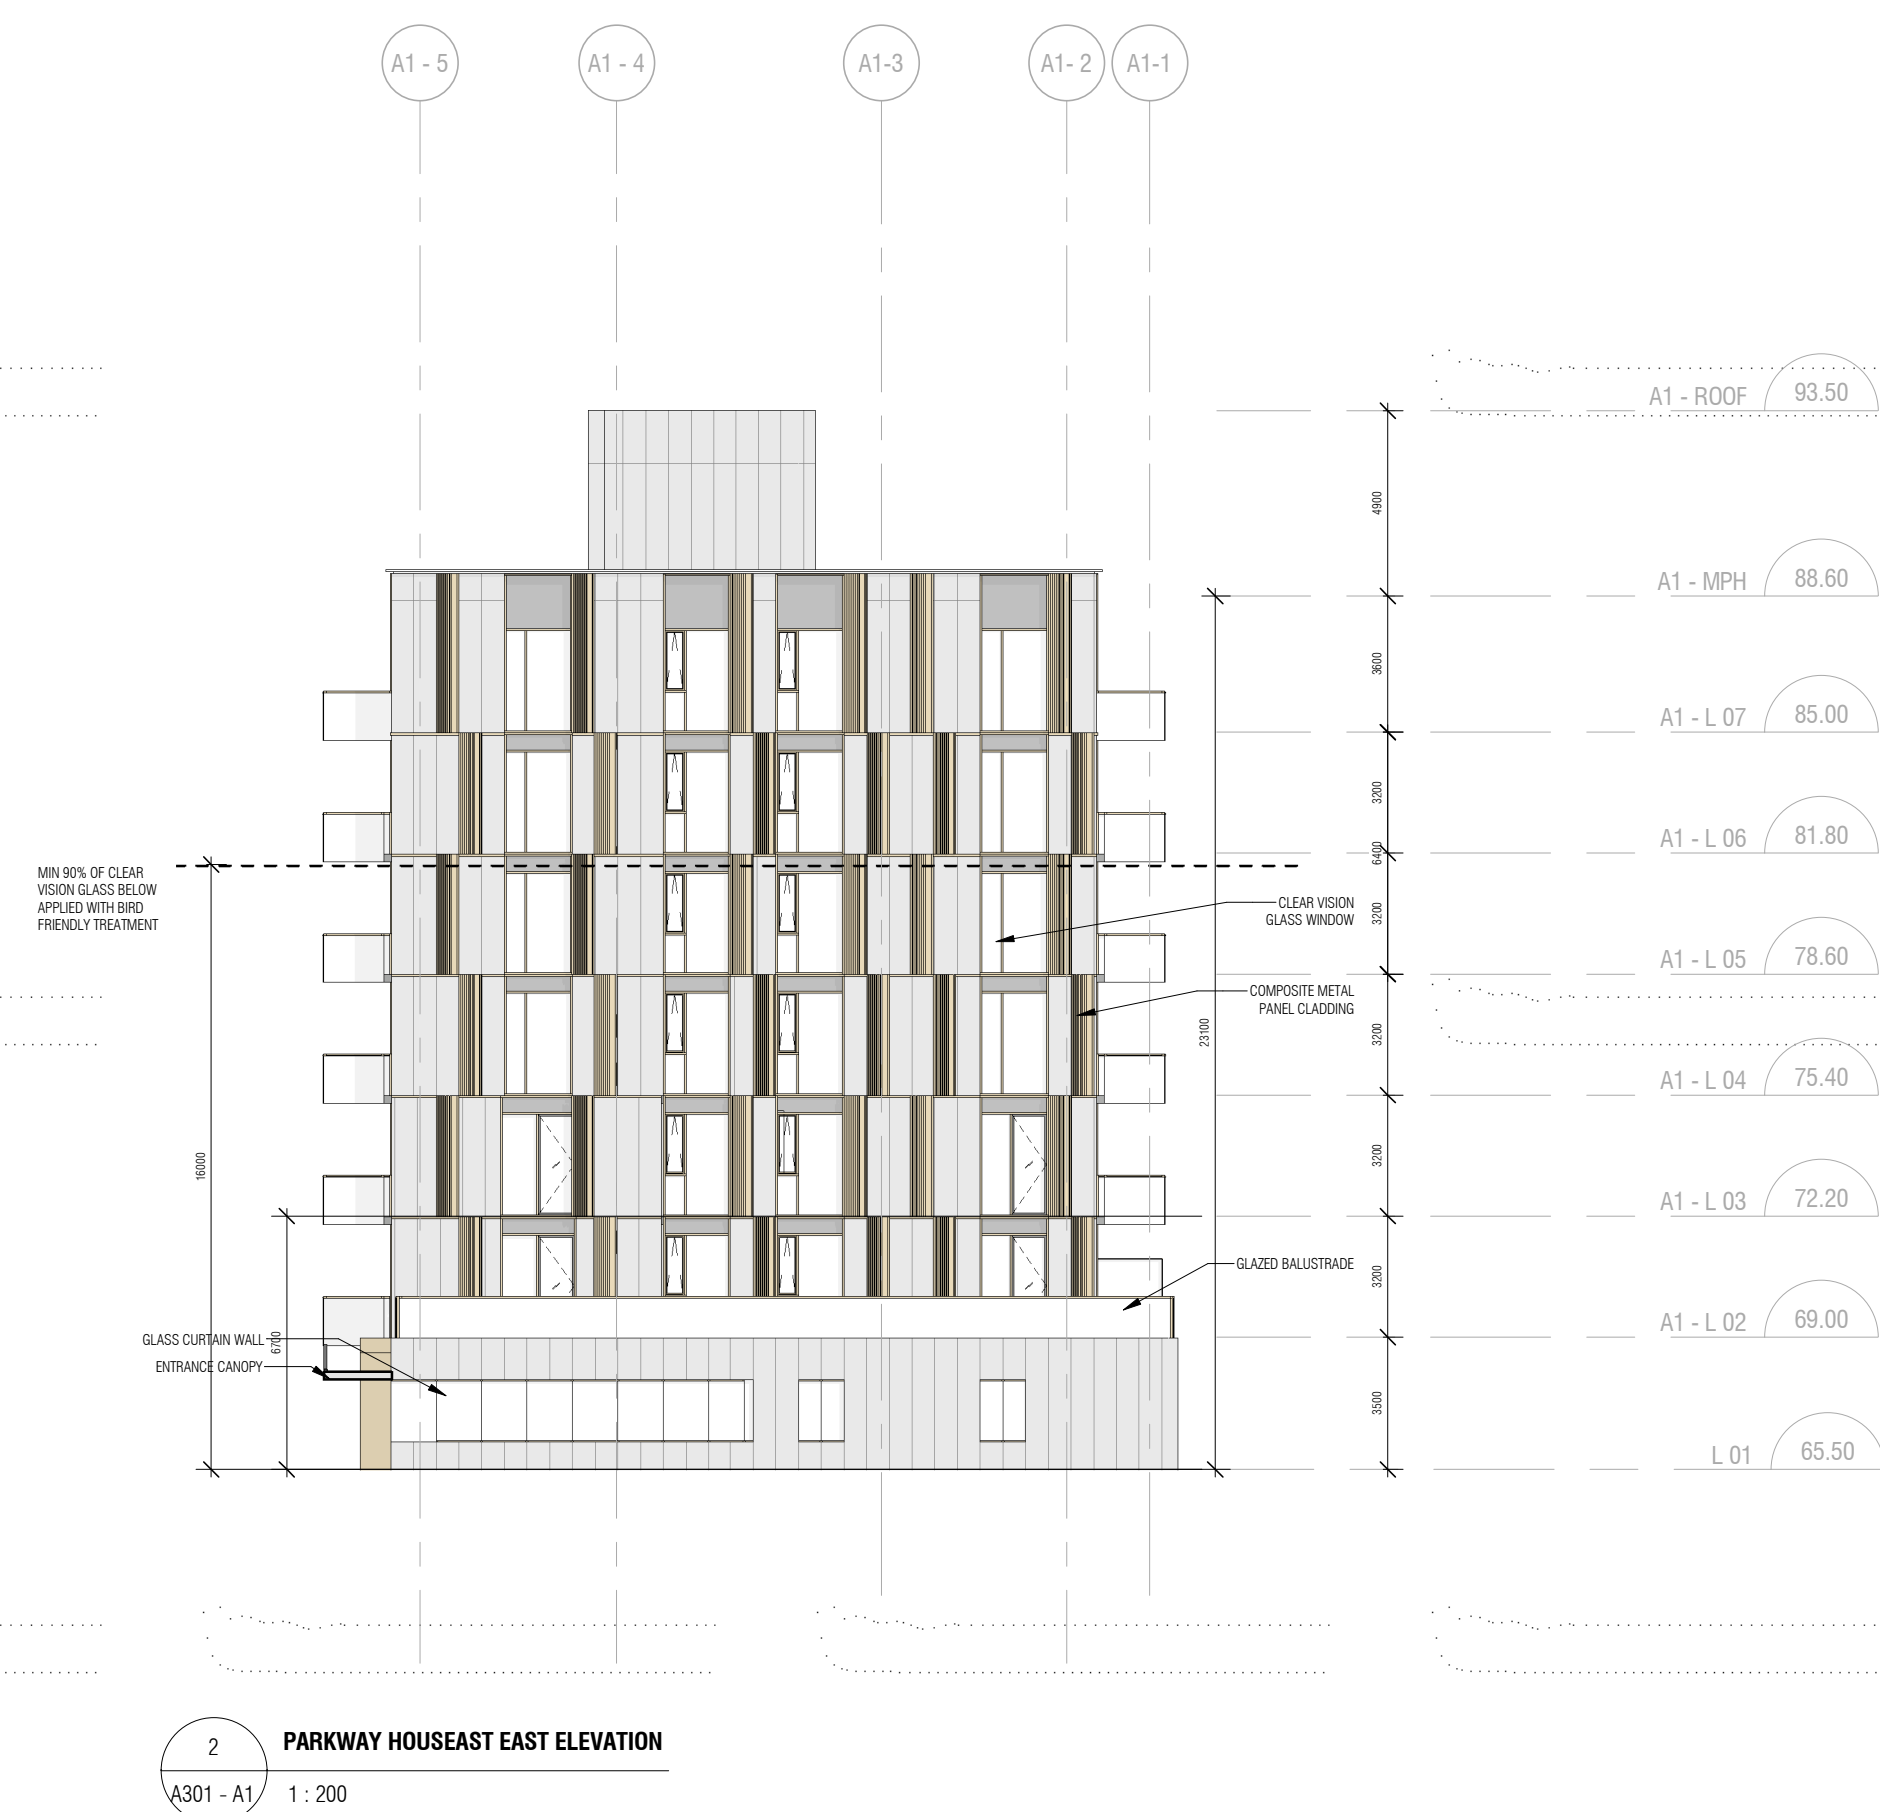 A1 - 5
A1 - 4
A1-3
A1- 2
A1-1
A1 - ROOF 93.50
4900
A1 - MPH 88.60
3600
A1 - L 07 85.00
3200
A1 - L 06 81.80
6400
MIN 90% OF CLEAR
VISION GLASS BELOW
APPLIED WITH BIRD
FRIENDLY TREATMENT
CLEAR VISION
GLASS WINDOW
3200
A1 - L 05 78.60
COMPOSITE METAL
PANEL CLADDING
23100
3200
A1 - L 04 75.40
16000
3200
A1 - L 03 72.20
GLAZED BALUSTRADE
3200
A1 - L 02 69.00
6700
GLASS CURTAIN WALL
ENTRANCE CANOPY
3500
L 01 65.50
2
PARKWAY HOUSEAST EAST ELEVATION
A301 - A1
1 : 200